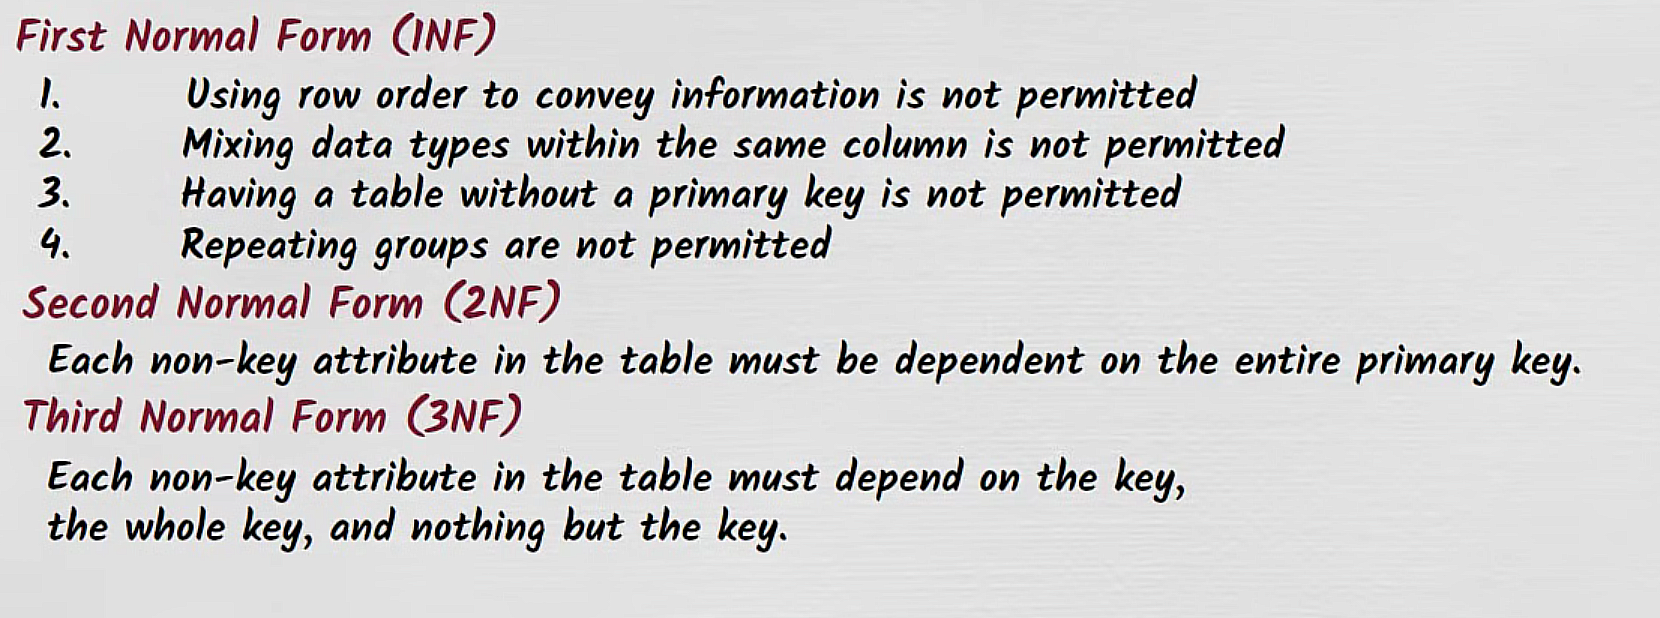 First Normal Form (1NF)
1. Using row order to convey information is not permitted
2. Mixing data types within the same column is not permitted
3. Having a table without a primary key is not permitted
4. Repeating groups are not permitted
Second Normal Form (2NF)
Each non-key attribute in the table must be dependent on the entire primary key.
Third Normal Form (3NF)
Each non-key attribute in the table must depend on the key,
the whole key, and nothing but the key.